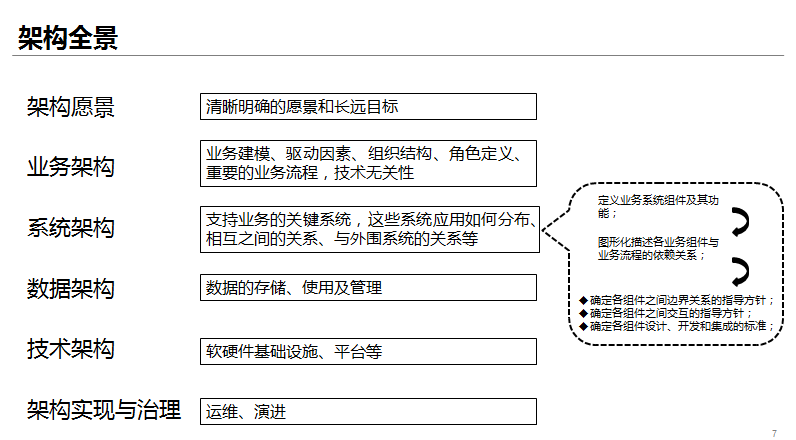 架构全景
架构愿景
清晰明确的愿景和长远目标
业务架构
业务建模、驱动因素、组织结构、角色定义、
重要的业务流程，技术无关性
系统架构
支持业务的关键系统，这些系统应用如何分布、
相互之间的关系、与外围系统的关系等
定义业务系统组件及其功
能；
图形化描述各业务组件与
业务流程的依赖关系；
◆确定各组件之间边界关系的指导方针；
◆确定各组件之间交互的指导方针；
◆确定各组件设计、开发和集成的标准；
数据架构
数据的存储、使用及管理
技术架构
软硬件基础设施、平台等
架构实现与治理
运维、演进
7